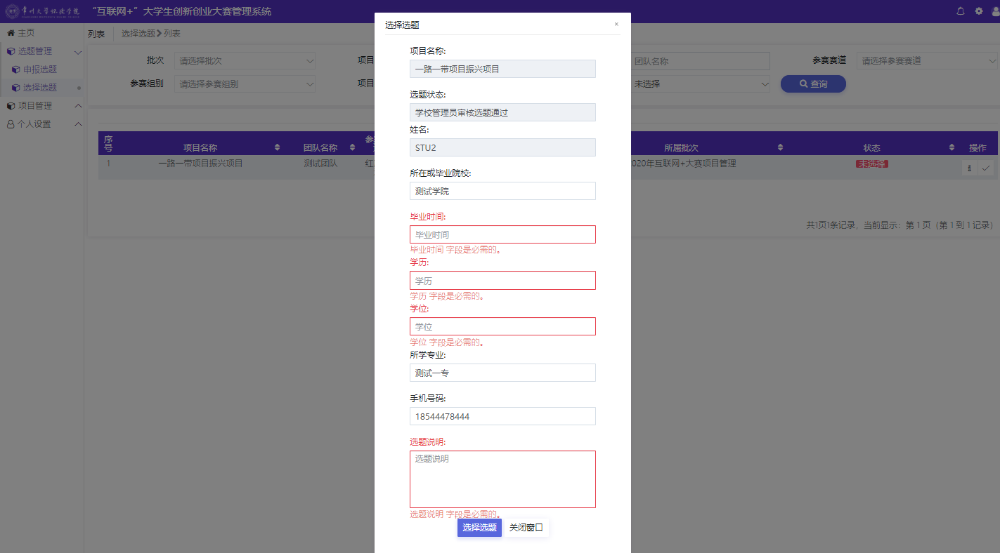 常州大学怀德学院 “互联网+”大学生创新创业大赛管理系统
主页
选题管理
申报选题
选择选题
项目管理
个人设置
列表 选择选题 列表
批次 请选择批次 项目 团队名称 参赛赛道 请选择参赛赛道
参赛组别 请选择参赛组别 项目 未选择 查询
序号 项目名称 团队名称 参 所属批次 状态 操作
1 一路一带项目振兴项目 测试团队 红 2020年互联网+大赛项目管理 未选择
共1页1条记录，当前显示：第 1 页（第 1 到 1 记录）
选择选题 ×
项目名称:
一路一带项目振兴项目
选题状态:
学校管理员审核选题通过
姓名:
STU2
所在或毕业院校:
测试学院
毕业时间:
毕业时间
毕业时间 字段是必需的。
学历:
学历
学历 字段是必需的。
学位:
学位
学位 字段是必需的。
所学专业:
测试一专
手机号码:
18544478444
选题说明:
选题说明
选题说明 字段是必需的。
选择选题 关闭窗口